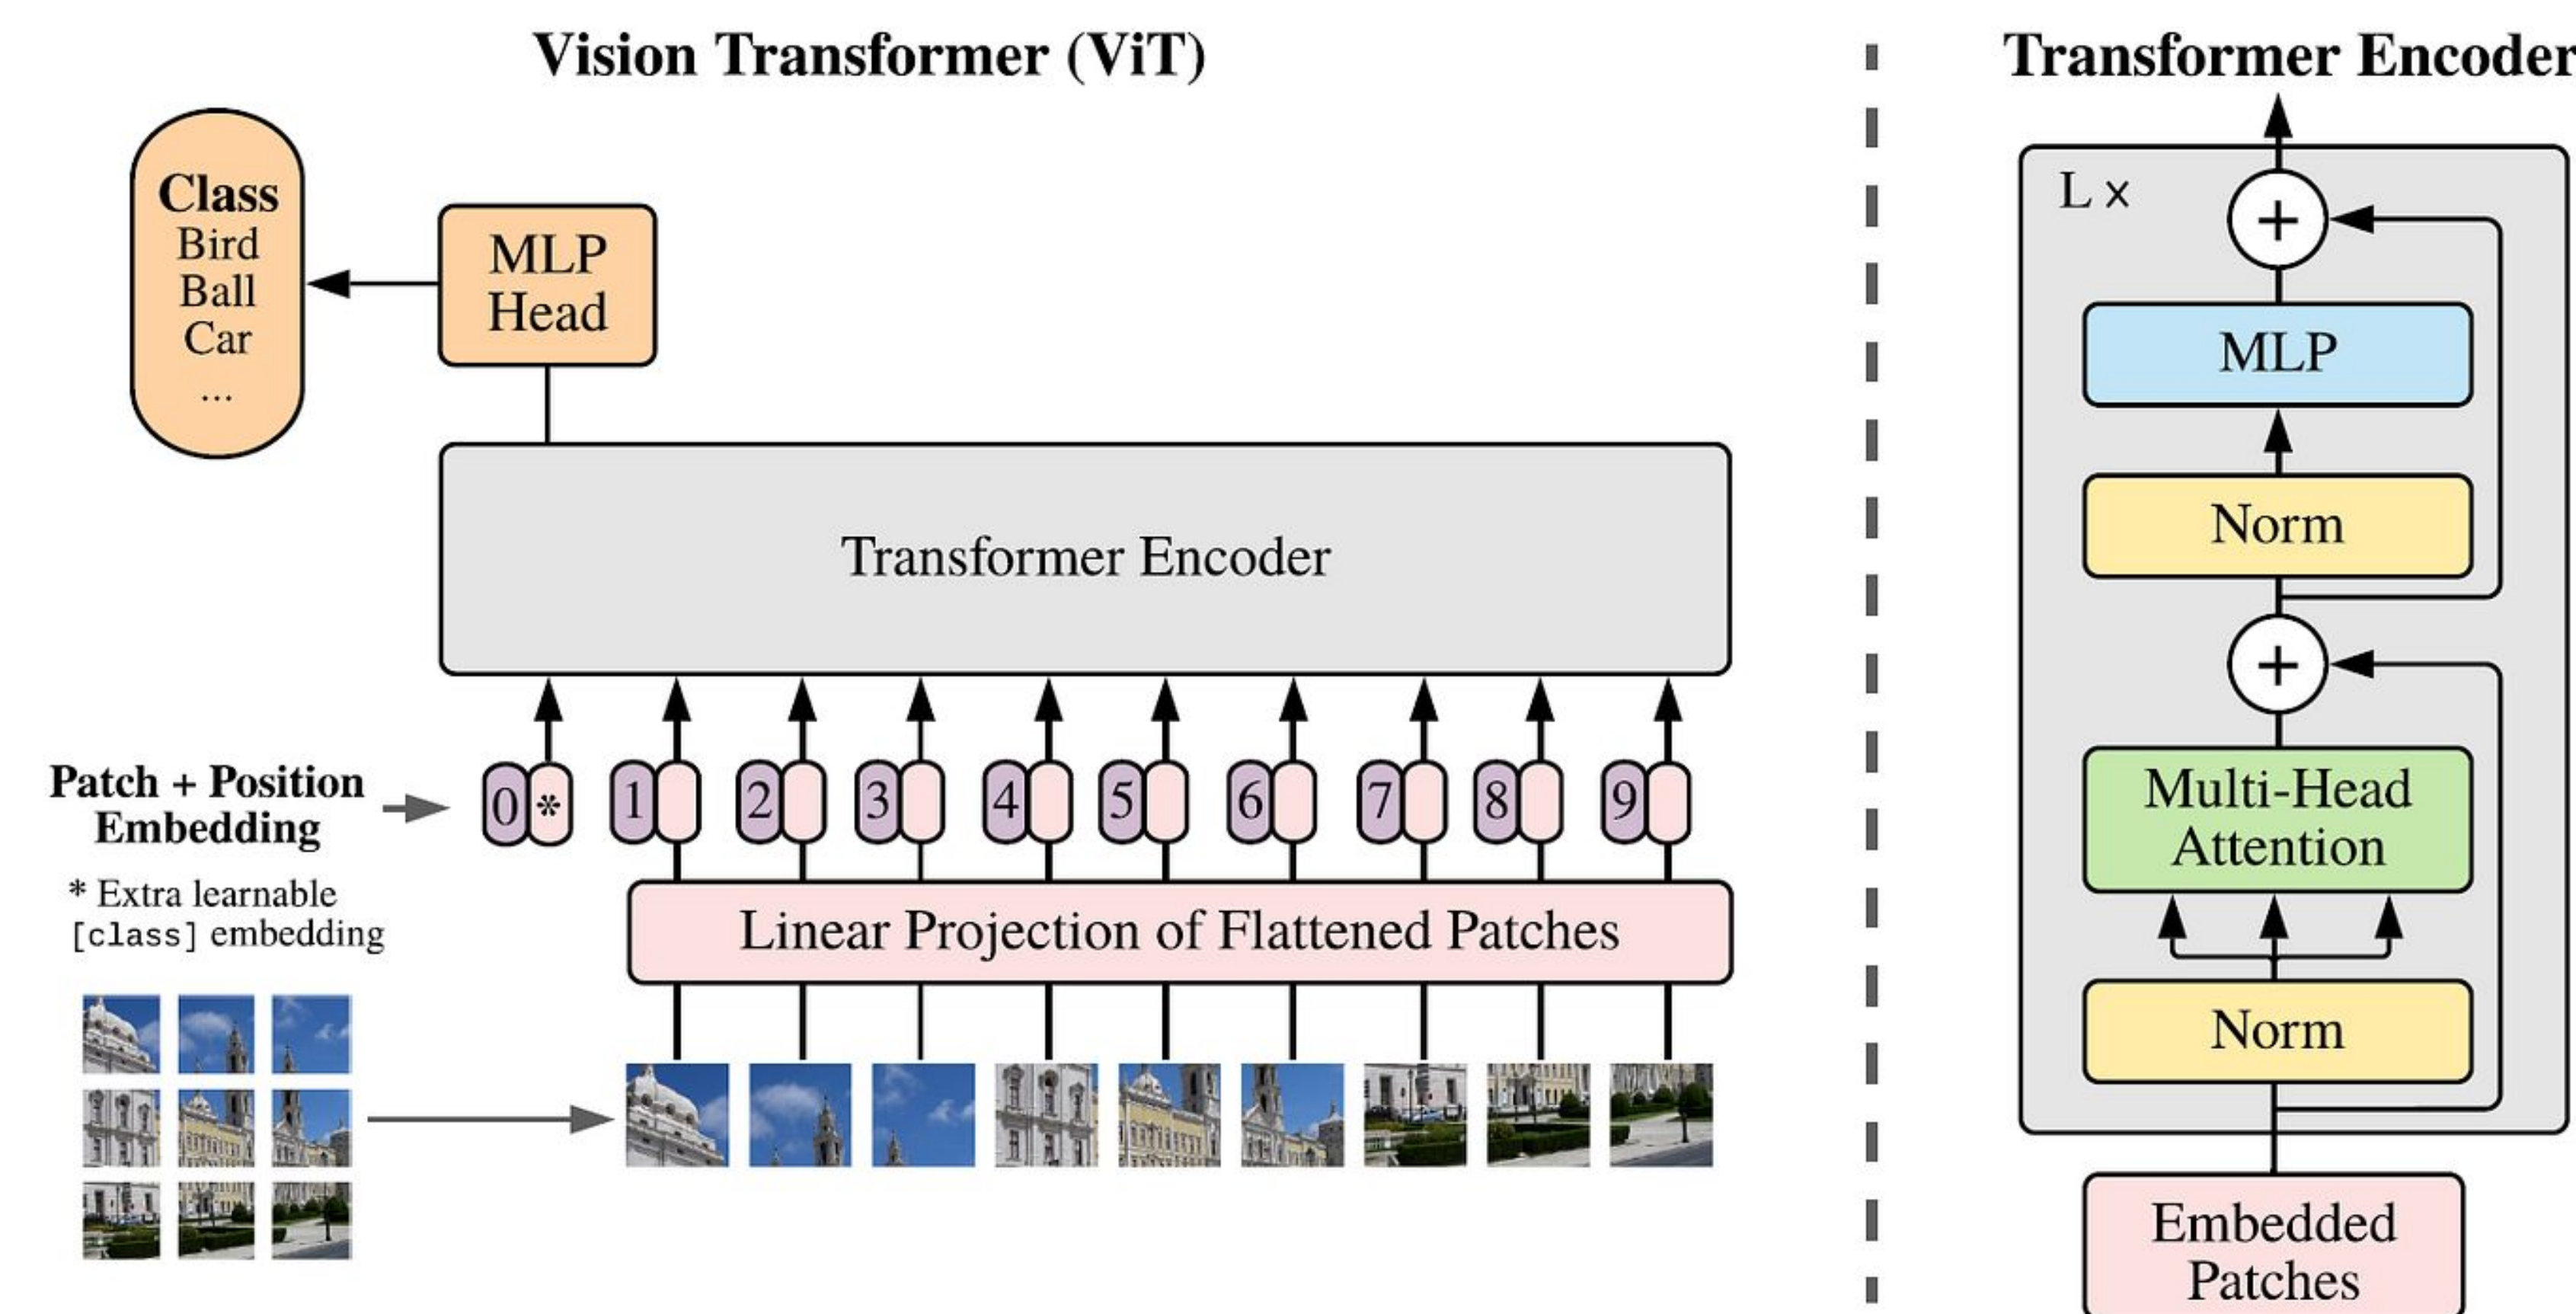 Vision Transformer (ViT)
Class
Bird
Ball
Car
...
MLP
Head
Transformer Encoder
Patch + Position
Embedding
0 * 1 2 3 4 5 6 7 8 9
* Extra learnable
[class] embedding
Linear Projection of Flattened Patches
Transformer Encoder
L ×
+
MLP
Norm
+
Multi-Head
Attention
Norm
Embedded
Patches